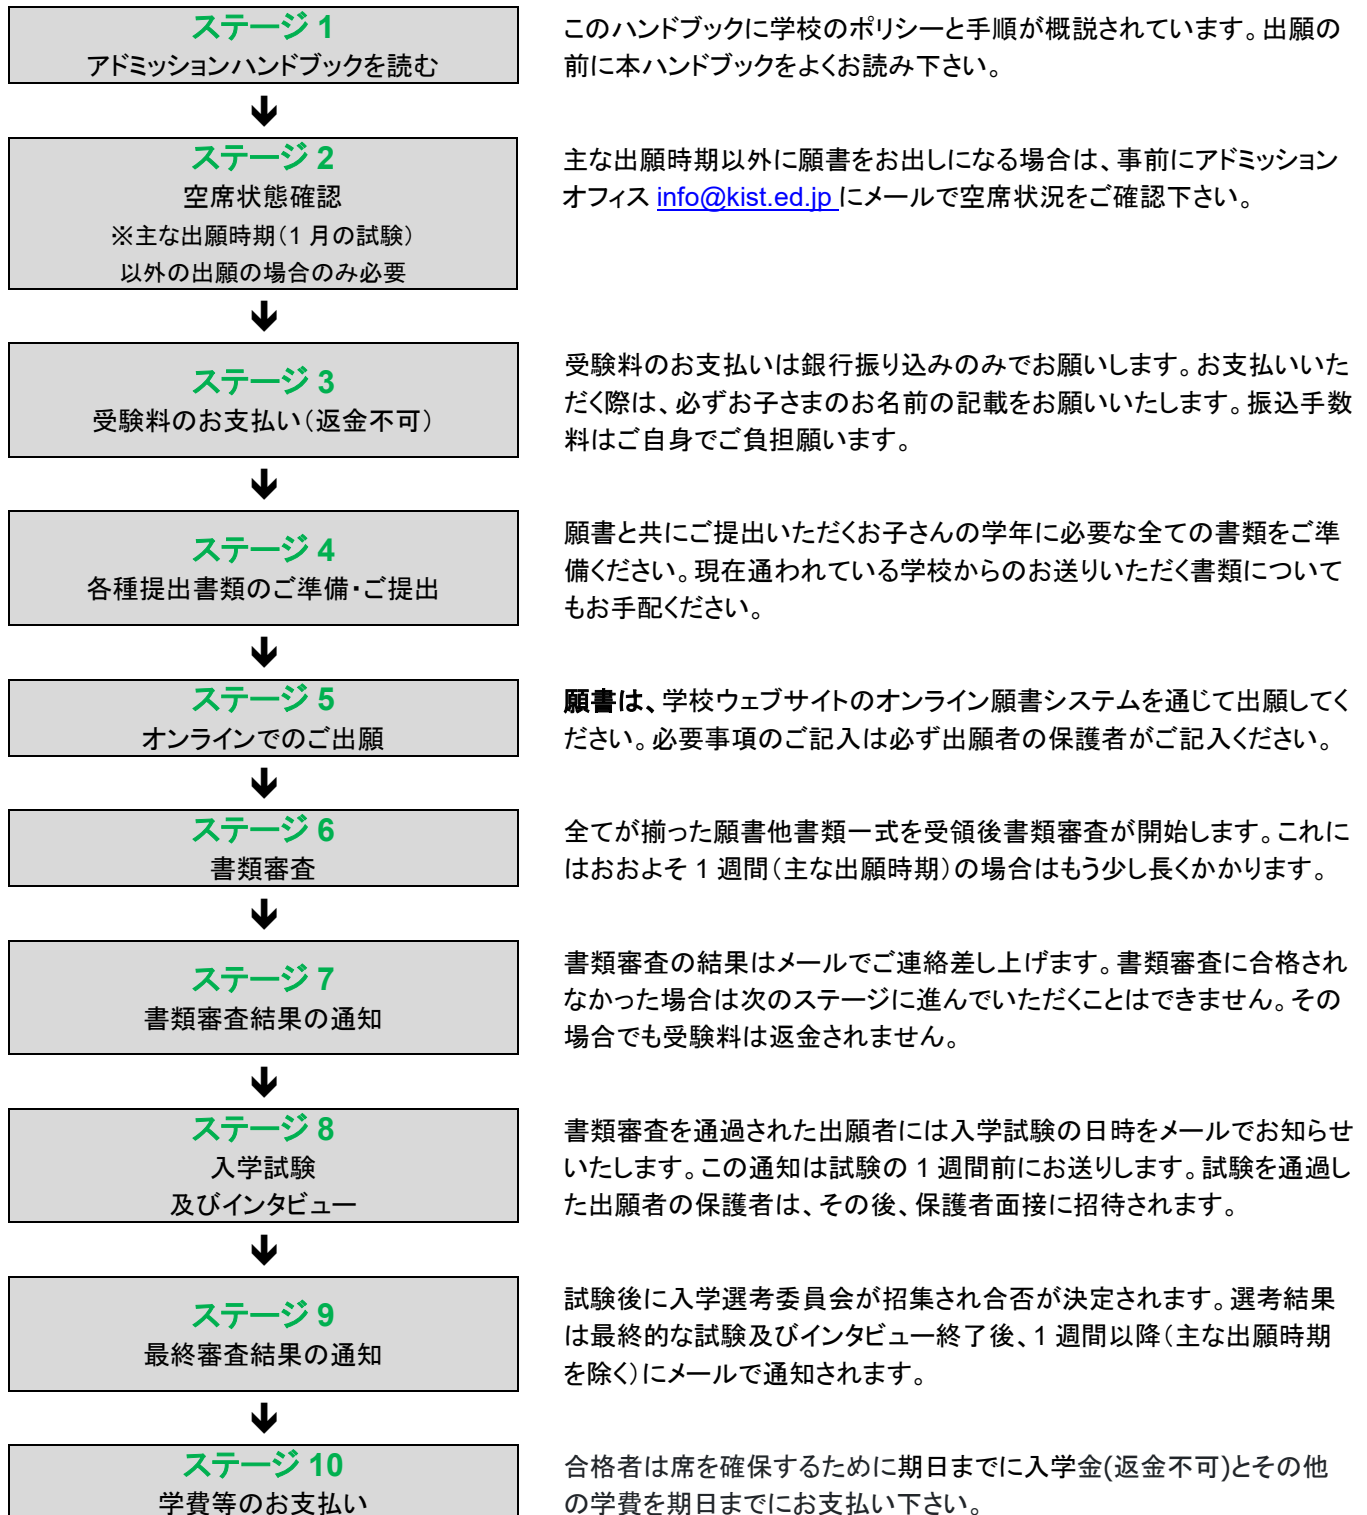 ステージ 1
アドミッションハンドブックを読む
このハンドブックに学校のポリシーと手順が概説されています。出願の
前に本ハンドブックをよくお読み下さい。
ステージ 2
空席状態確認
※主な出願時期（1 月の試験）
以外の出願の場合のみ必要
主な出願時期以外に願書をお出しになる場合は、事前にアドミッション
オフィス info@kist.ed.jp にメールで空席状況をご確認下さい。
ステージ 3
受験料のお支払い（返金不可）
受験料のお支払いは銀行振り込みのみでお願いします。お支払いいた
だく際は、必ずお子さまのお名前の記載をお願いいたします。振込手数
料はご自身でご負担願います。
ステージ 4
各種提出書類のご準備・ご提出
願書と共にご提出いただくお子さんの学年に必要な全ての書類をご準
備ください。現在通われている学校からのお送りいただく書類について
もお手配ください。
ステージ 5
オンラインでのご出願
願書は、学校ウェブサイトのオンライン願書システムを通じて出願してく
ださい。必要事項のご記入は必ず出願者の保護者がご記入ください。
ステージ 6
書類審査
全てが揃った願書他書類一式を受領後書類審査が開始します。これに
はおおよそ 1 週間（主な出願時期）の場合はもう少し長くかかります。
ステージ 7
書類審査結果の通知
書類審査の結果はメールでご連絡差し上げます。書類審査に合格され
なかった場合は次のステージに進んでいただくことはできません。その
場合でも受験料は返金されません。
ステージ 8
入学試験
及びインタビュー
書類審査を通過された出願者には入学試験の日時をメールでお知らせ
いたします。この通知は試験の 1 週間前にお送りします。試験を通過し
た出願者の保護者は、その後、保護者面接に招待されます。
ステージ 9
最終審査結果の通知
試験後に入学選考委員会が招集され合否が決定されます。選考結果
は最終的な試験及びインタビュー終了後、1 週間以降（主な出願時期
を除く）にメールで通知されます。
ステージ 10
学費等のお支払い
合格者は席を確保するために期日までに入学金(返金不可)とその他
の学費を期日までにお支払い下さい。